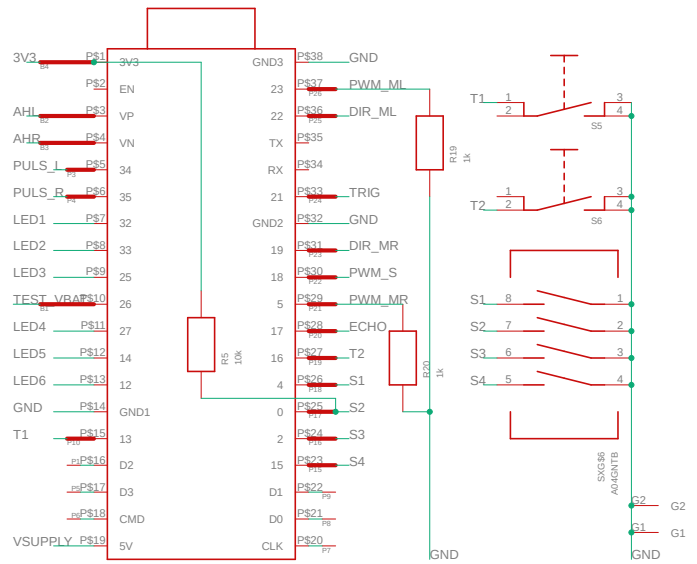 3V3 B4 P$1 3V3 GND3 P$38 GND
P$2 EN 23 P$37 P26 PWM_ML
AHL B2 P$3 VP 22 P$36 P25 DIR_ML
AHR B3 P$4 VN TX P$35
PULS_L P3 P$5 34 RX P$34
PULS_R P4 P$6 35 21 P$33 P24 TRIG
LED1 P$7 32 GND2 P$32 GND
LED2 P$8 33 19 P$31 P23 DIR_MR
LED3 P$9 25 18 P$30 P22 PWM_S
TEST_VBAT B1 P$10 26 5 P$29 P21 PWM_MR
LED4 P$11 27 17 P$28 P20 ECHO
LED5 P$12 14 16 P$27 P19 T2
LED6 P$13 12 4 P$26 P18 S1
GND P$14 GND1 0 P$25 P17 S2
T1 P10 P$15 13 2 P$24 P16 S3
P1 P$16 D2 15 P$23 P15 S4
P5 P$17 D3 D1 P$22 P9
P6 P$18 CMD D0 P$21 P8
VSUPPLY P$19 5V CLK P$20 P7
R5
10k
R19
1k
R20
1k
GND
T1 1 2 3 4
S5
T2 1 2 3 4
S6
S1 8 1
S2 7 2
S3 6 3
S4 5 4
SXG$6
A04GNTB
G2 G2
G1 G1
GND